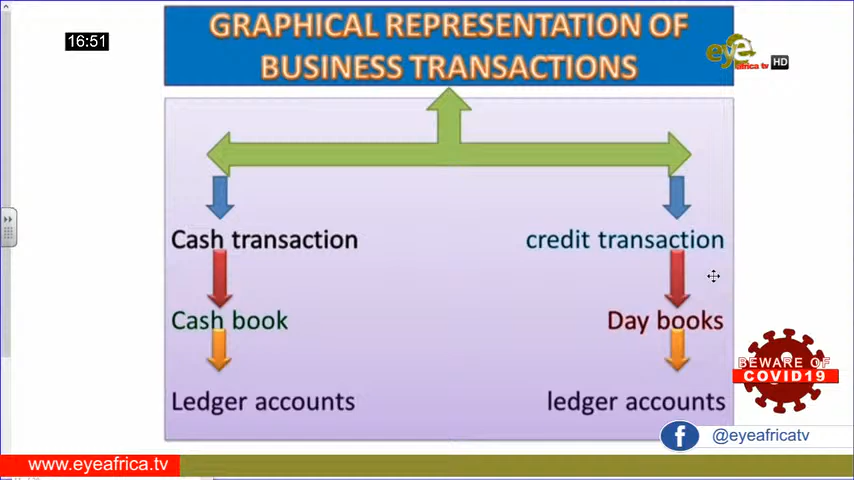 16:51
GRAPHICAL REPRESENTATION OF
BUSINESS TRANSACTIONS
eye
africa tv HD
Cash transaction
credit transaction
Cash book
Day books
Ledger accounts
ledger accounts
BEWARE OF
COVID19
@eyeafricatv
www.eyeafrica.tv